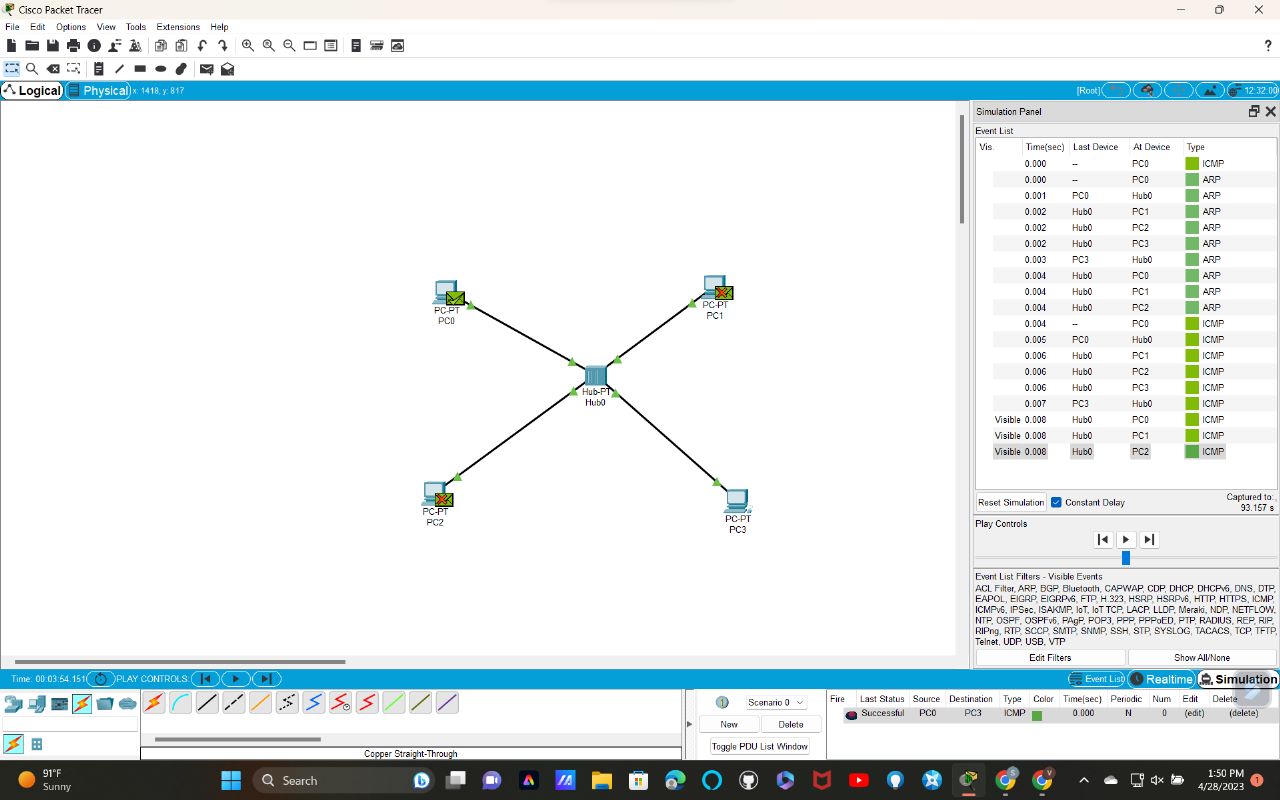 Cisco Packet Tracer
File Edit Options View Tools Extensions Help
?
Logical Physical x: 1418, y: 817 [Root] 12:32:00
Simulation Panel
Event List
Vis. Time(sec) Last Device At Device Type
0.000 -- PC0 ICMP
0.000 -- PC0 ARP
0.001 PC0 Hub0 ARP
0.002 Hub0 PC1 ARP
0.002 Hub0 PC2 ARP
0.002 Hub0 PC3 ARP
0.003 PC3 Hub0 ARP
0.004 Hub0 PC0 ARP
0.004 Hub0 PC1 ARP
0.004 Hub0 PC2 ARP
0.004 -- PC0 ICMP
0.005 PC0 Hub0 ICMP
0.006 Hub0 PC1 ICMP
0.006 Hub0 PC2 ICMP
0.006 Hub0 PC3 ICMP
0.007 PC3 Hub0 ICMP
Visible 0.008 Hub0 PC0 ICMP
Visible 0.008 Hub0 PC1 ICMP
Visible 0.008 Hub0 PC2 ICMP
PC-PT
PC0
PC-PT
PC1
Hub-PT
Hub0
PC-PT
PC2
PC-PT
PC3
Reset Simulation Constant Delay Captured to:
93.157 s
Play Controls
Event List Filters - Visible Events
ACL Filter, ARP, BGP, Bluetooth, CAPWAP, CDP, DHCP, DHCPv6, DNS, DTP,
EAPOL, EIGRP, EIGRPv6, FTP, H.323, HSRP, HSRPv6, HTTP, HTTPS, ICMP,
ICMPv6, IPSec, ISAKMP, IoT, IoT TCP, LACP, LLDP, Meraki, NDP, NETFLOW,
NTP, OSPF, OSPFv6, PAgP, POP3, PPP, PPPoED, PTP, RADIUS, REP, RIP,
RIPng, RTP, SCCP, SMTP, SNMP, SSH, STP, SYSLOG, TACACS, TCP, TFTP,
Telnet, UDP, USB, VTP
Edit Filters Show All/None
Time: 00:03:54.151 PLAY CONTROLS: Event List Realtime Simulation
Scenario 0
New Delete
Toggle PDU List Window
Fire Last Status Source Destination Type Color Time(sec) Periodic Num Edit Delete
Successful PC0 PC3 ICMP 0.000 N 0 (edit) (delete)
Copper Straight-Through
91°F
Sunny
Search
1:50 PM
4/28/2023
1